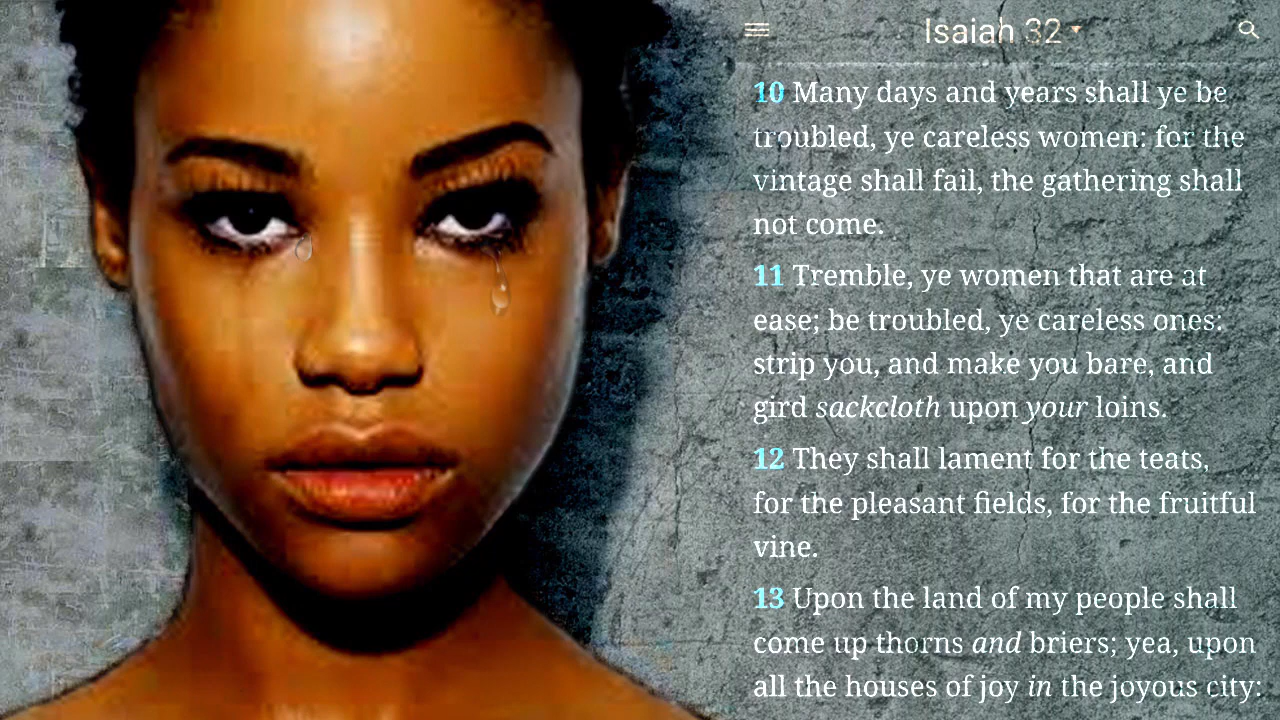 Isaiah 32
10 Many days and years shall ye be
troubled, ye careless women: for the
vintage shall fail, the gathering shall
not come.
11 Tremble, ye women that are at
ease; be troubled, ye careless ones:
strip you, and make you bare, and
gird sackcloth upon your loins.
12 They shall lament for the teats,
for the pleasant fields, for the fruitful
vine.
13 Upon the land of my people shall
come up thorns and briers; yea, upon
all the houses of joy in the joyous city: